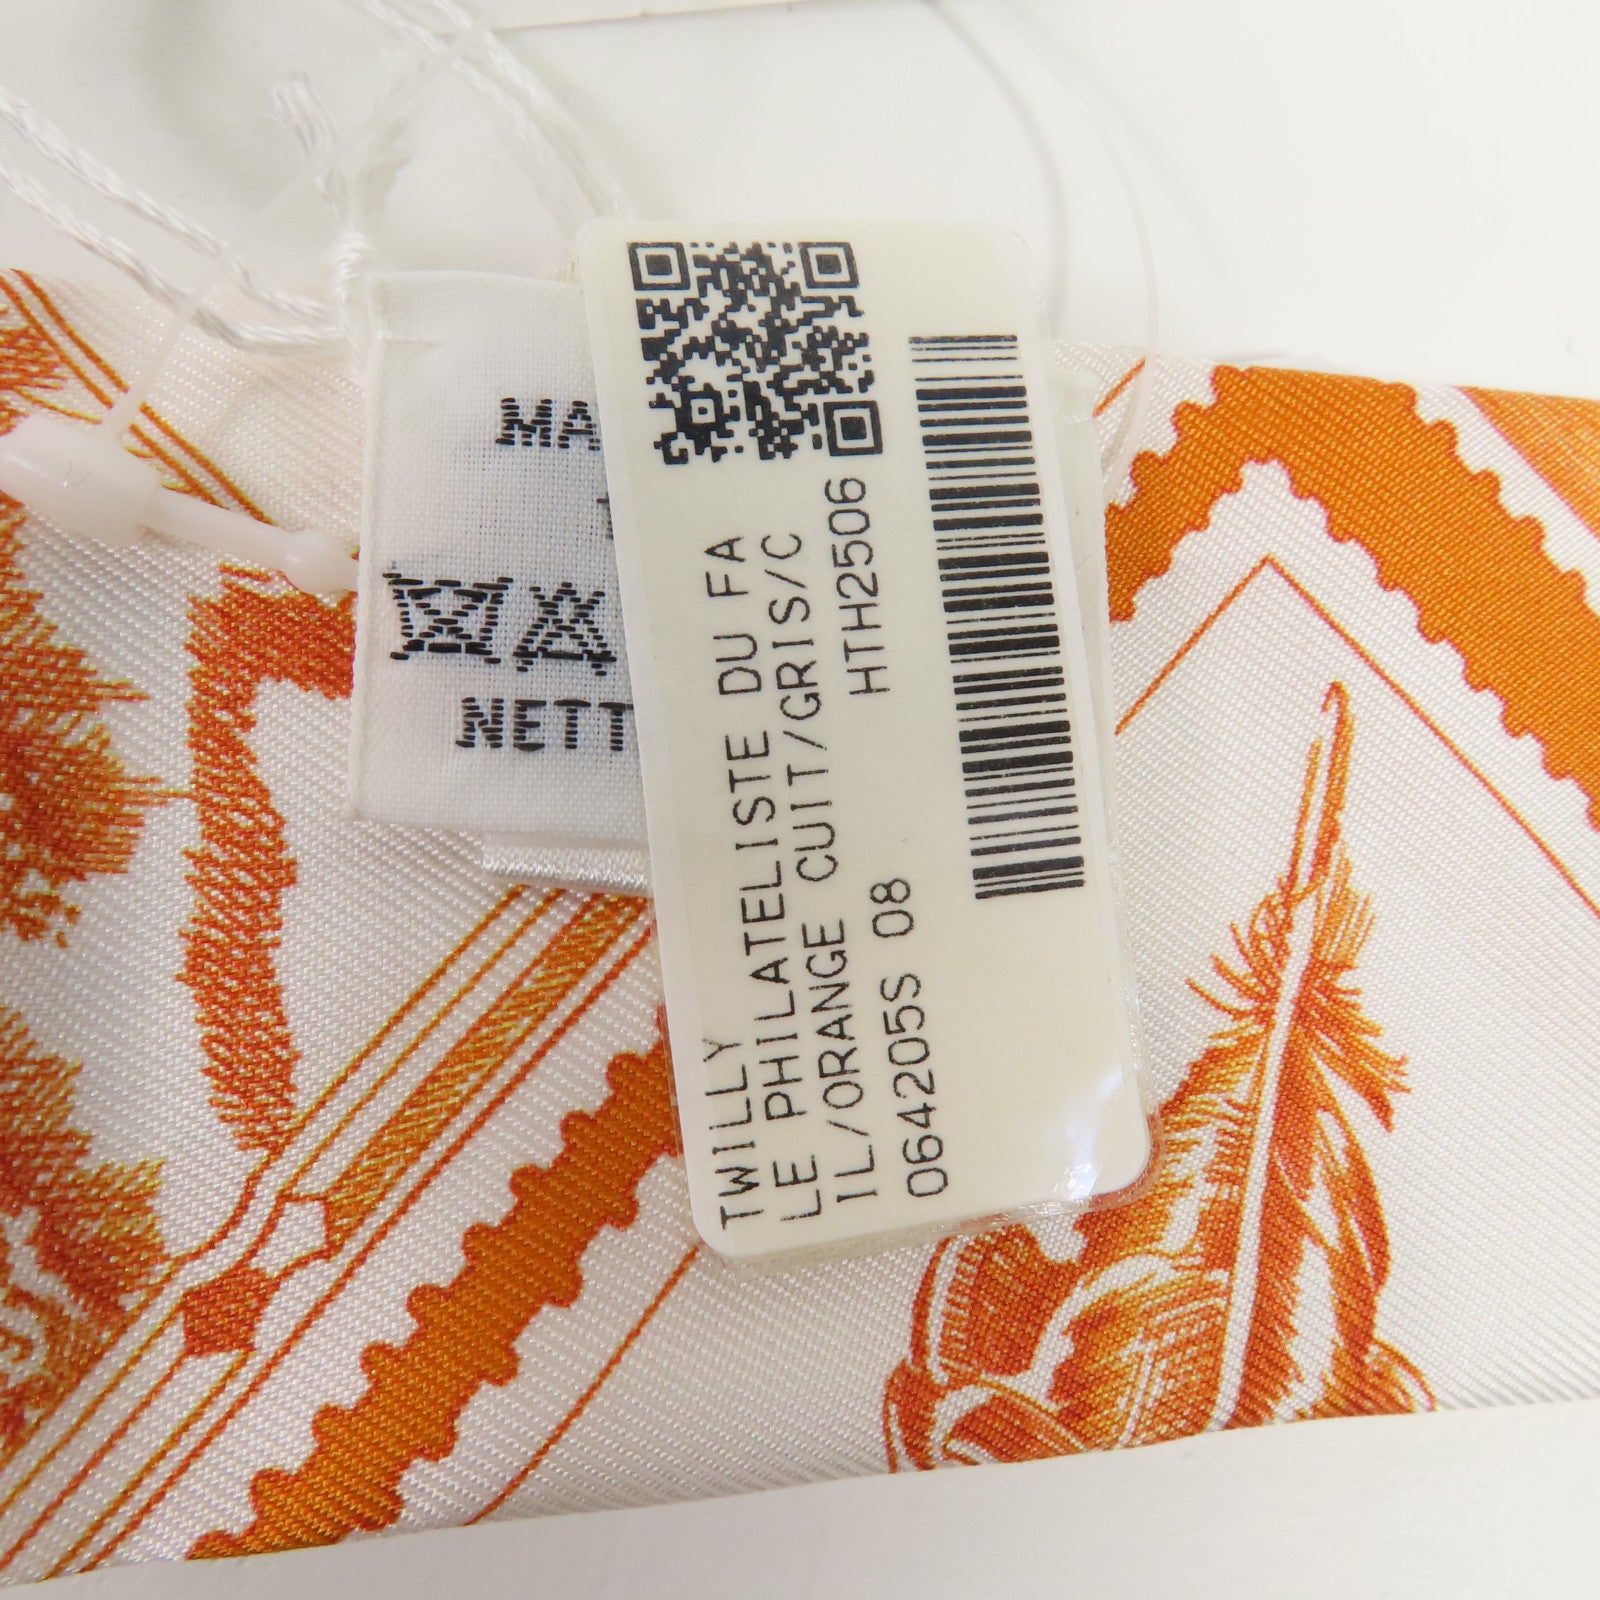 MA
NETT
TWILLY
LE PHILATELISTE DU FA
IL/ORANGE CUIT/GRIS/C
064205S 08
HTH2506